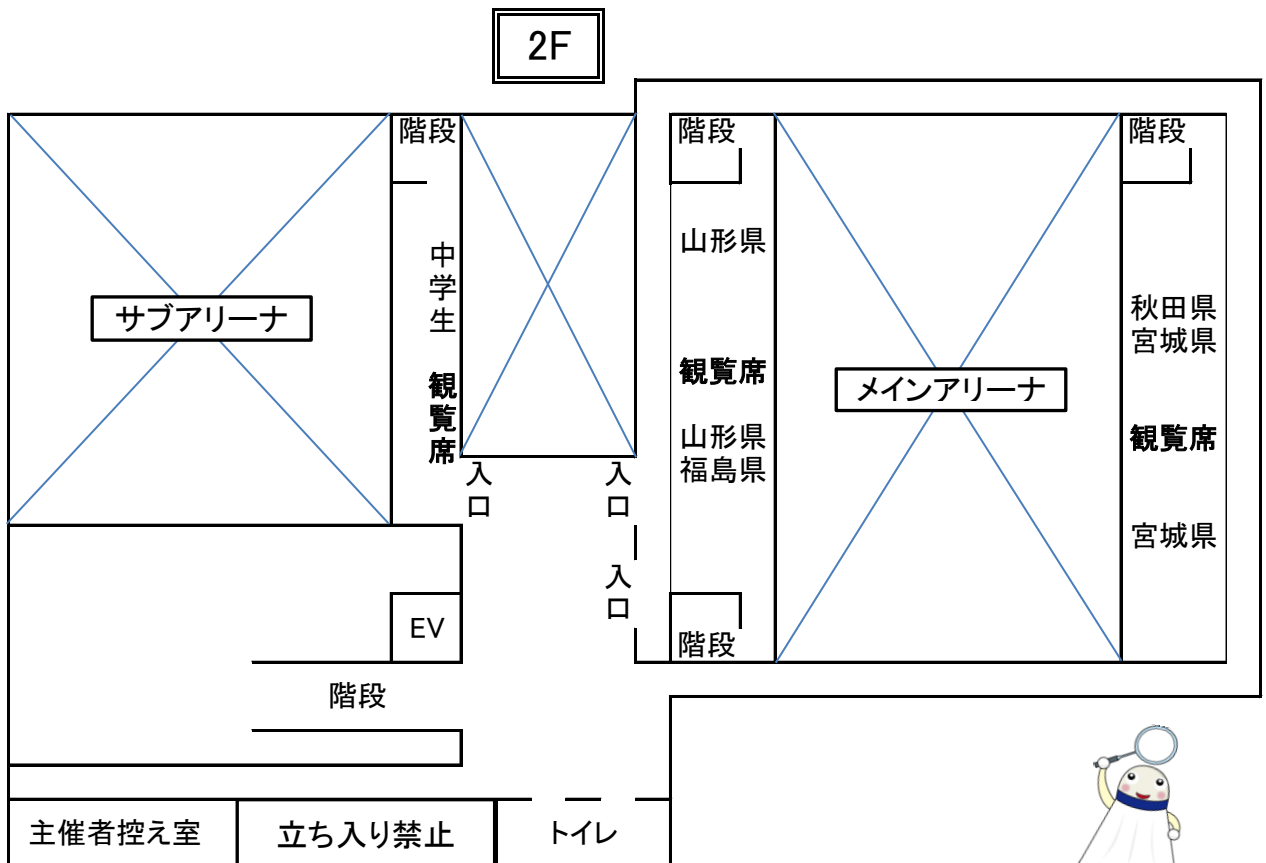 2F
階段
中学生 観覧席
サブアリーナ
入口
入口
入口
EV
階段
階段
山形県
観覧席
山形県
福島県
階段
メインアリーナ
階段
秋田県
宮城県
観覧席
宮城県
主催者控え室
立ち入り禁止
トイレ